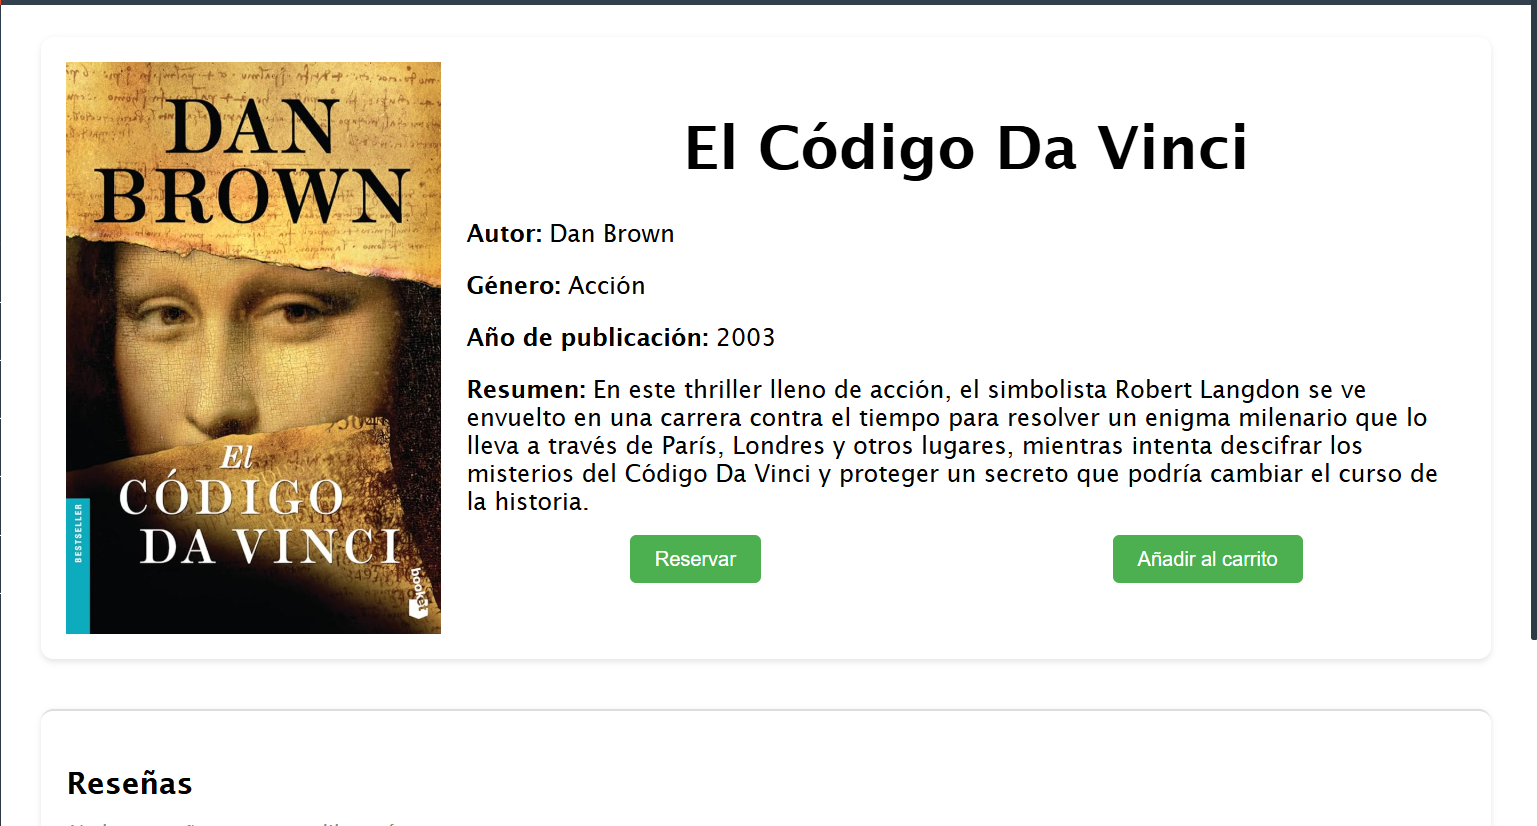 DAN
BROWN
El
CÓDIGO
DA VINCI
BESTSELLER
booket
El Código Da Vinci
Autor: Dan Brown
Género: Acción
Año de publicación: 2003
Resumen: En este thriller lleno de acción, el simbolista Robert Langdon se ve
envuelto en una carrera contra el tiempo para resolver un enigma milenario que lo
lleva a través de París, Londres y otros lugares, mientras intenta descifrar los
misterios del Código Da Vinci y proteger un secreto que podría cambiar el curso de
la historia.
Reservar
Añadir al carrito
Reseñas